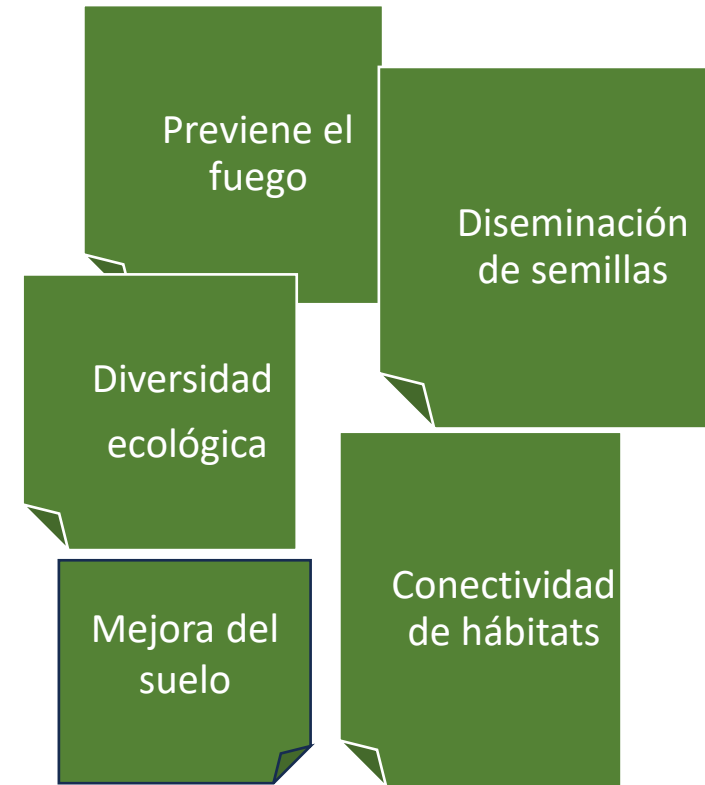 Previene el
fuego
Diseminación
de semillas
Diversidad
ecológica
Conectividad
de hábitats
Mejora del
suelo